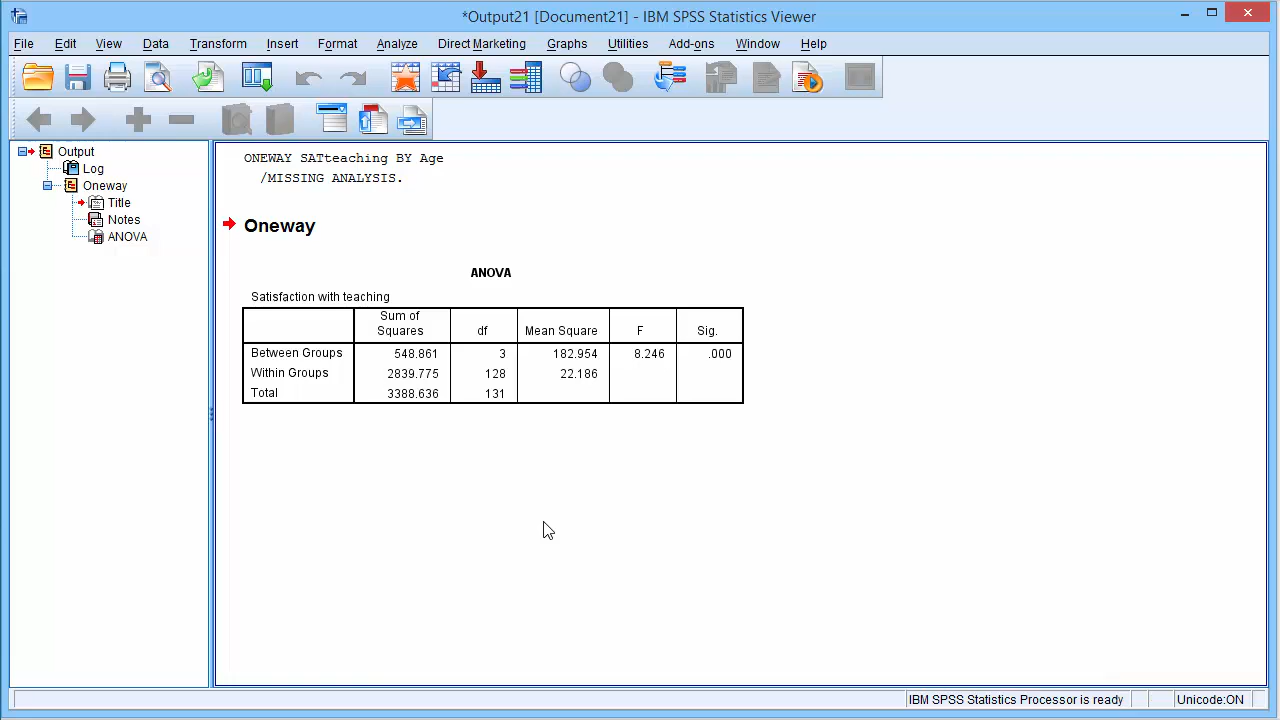 *Output21 [Document21] - IBM SPSS Statistics Viewer
File Edit View Data Transform Insert Format Analyze Direct Marketing Graphs Utilities Add-ons Window Help
Output
Log
Oneway
Title
Notes
ANOVA
ONEWAY SATteaching BY Age
/MISSING ANALYSIS.
Oneway
ANOVA
Satisfaction with teaching
Sum of Squares df Mean Square F Sig.
Between Groups 548.861 3 182.954 8.246 .000
Within Groups 2839.775 128 22.186
Total 3388.636 131
IBM SPSS Statistics Processor is ready Unicode:ON